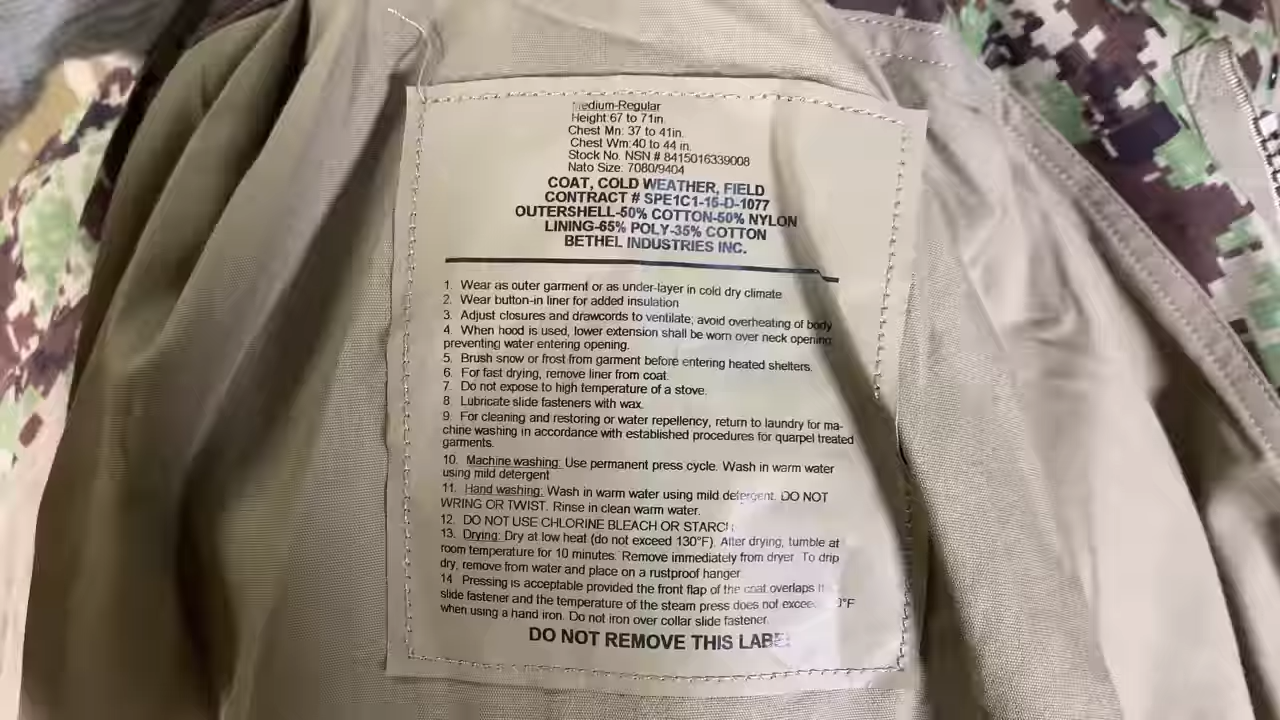 edium-Regular
Height:67 to 71in.
Chest Mn: 37 to 41in.
Chest Wm:40 to 44 in.
Stock No. NSN # 8415016339008
Nato Size: 7080/9404
COAT, COLD WEATHER, FIELD
CONTRACT # SPE1C1-15-D-1077
OUTERSHELL-50% COTTON-50% NYLON
LINING-65% POLY-35% COTTON
BETHEL INDUSTRIES INC.
1. Wear as outer garment or as under-layer in cold dry climate
2. Wear button-in liner for added insulation
3. Adjust closures and drawcords to ventilate, avoid overheating of body
4. When hood is used, lower extension shall be worn over neck opening
preventing water entering opening.
5. Brush snow or frost from garment before entering heated shelters.
6. For fast drying, remove liner from coat.
7. Do not expose to high temperature of a stove.
8. Lubricate slide fasteners with wax.
9. For cleaning and restoring or water repellency, return to laundry for ma-
chine washing in accordance with established procedures for quarpel treated
garments.
10. Machine washing: Use permanent press cycle. Wash in warm water
using mild detergent
11. Hand washing: Wash in warm water using mild detergent. DO NOT
WRING OR TWIST. Rinse in clean warm water.
12. DO NOT USE CHLORINE BLEACH OR STARCH
13. Drying: Dry at low heat (do not exceed 130°F). After drying, tumble at
room temperature for 10 minutes. Remove immediately from dryer. To drip
dry, remove from water and place on a rustproof hanger
14 Pressing is acceptable provided the front flap of the coat overlaps
slide fastener and the temperature of the steam press does not exceed
when using a hand iron. Do not iron over collar slide fastener.
DO NOT REMOVE THIS LABEL